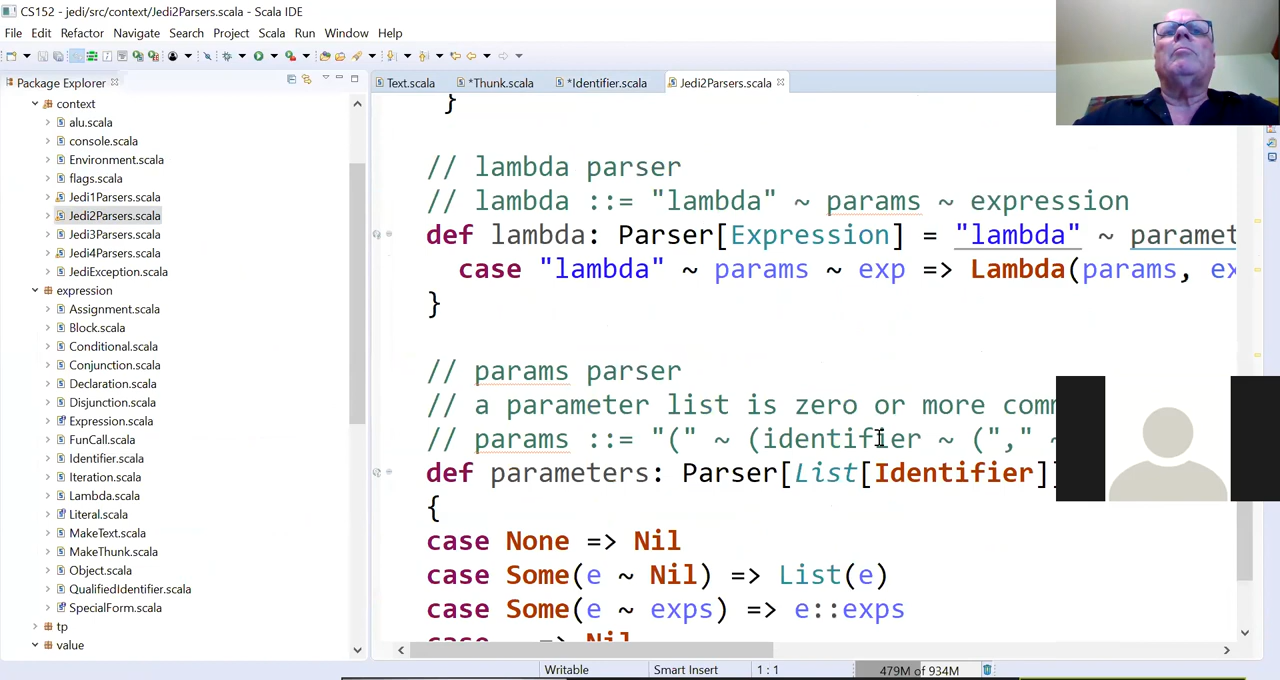 CS152 - jedi/src/context/Jedi2Parsers.scala - Scala IDE
File Edit Refactor Navigate Search Project Scala Run Window Help
Package Explorer
Text.scala *Thunk.scala *Identifier.scala Jedi2Parsers.scala
context
alu.scala
console.scala
Environment.scala
flags.scala
Jedi1Parsers.scala
Jedi2Parsers.scala
Jedi3Parsers.scala
Jedi4Parsers.scala
JediException.scala
expression
Assignment.scala
Block.scala
Conditional.scala
Conjunction.scala
Declaration.scala
Disjunction.scala
Expression.scala
FunCall.scala
Identifier.scala
Iteration.scala
Lambda.scala
Literal.scala
MakeText.scala
MakeThunk.scala
Object.scala
QualifiedIdentifier.scala
SpecialForm.scala
tp
value
}
// lambda parser
// lambda ::= "lambda" ~ params ~ expression
def lambda: Parser[Expression] = "lambda" ~ paramet
case "lambda" ~ params ~ exp => Lambda(params, ex
}
// params parser
// a parameter list is zero or more com
// params ::= "(" ~ (identifier ~ ("," ~
def parameters: Parser[List[Identifier]]
{
case None => Nil
case Some(e ~ Nil) => List(e)
case Some(e ~ exps) => e::exps
case _ => Nil
Writable Smart Insert 1 : 1 479M of 934M